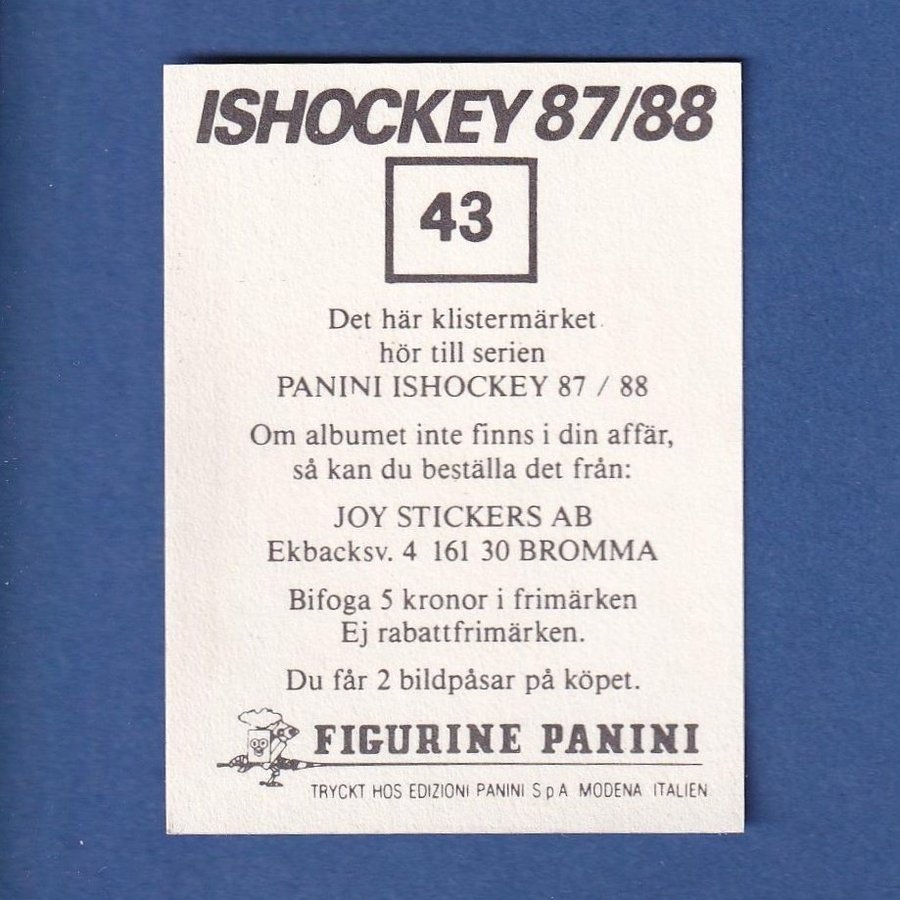 ISHOCKEY 87/88
43
Det här klistermärket
hör till serien
PANINI ISHOCKEY 87 / 88
Om albumet inte finns i din affär,
så kan du beställa det från:
JOY STICKERS AB
Ekbacksv. 4 161 30 BROMMA
Bifoga 5 kronor i frimärken
Ej rabattfrimärken.
Du får 2 bildpåsar på köpet.
FIGURINE PANINI
TRYCKT HOS EDIZIONI PANINI S p A MODENA ITALIEN